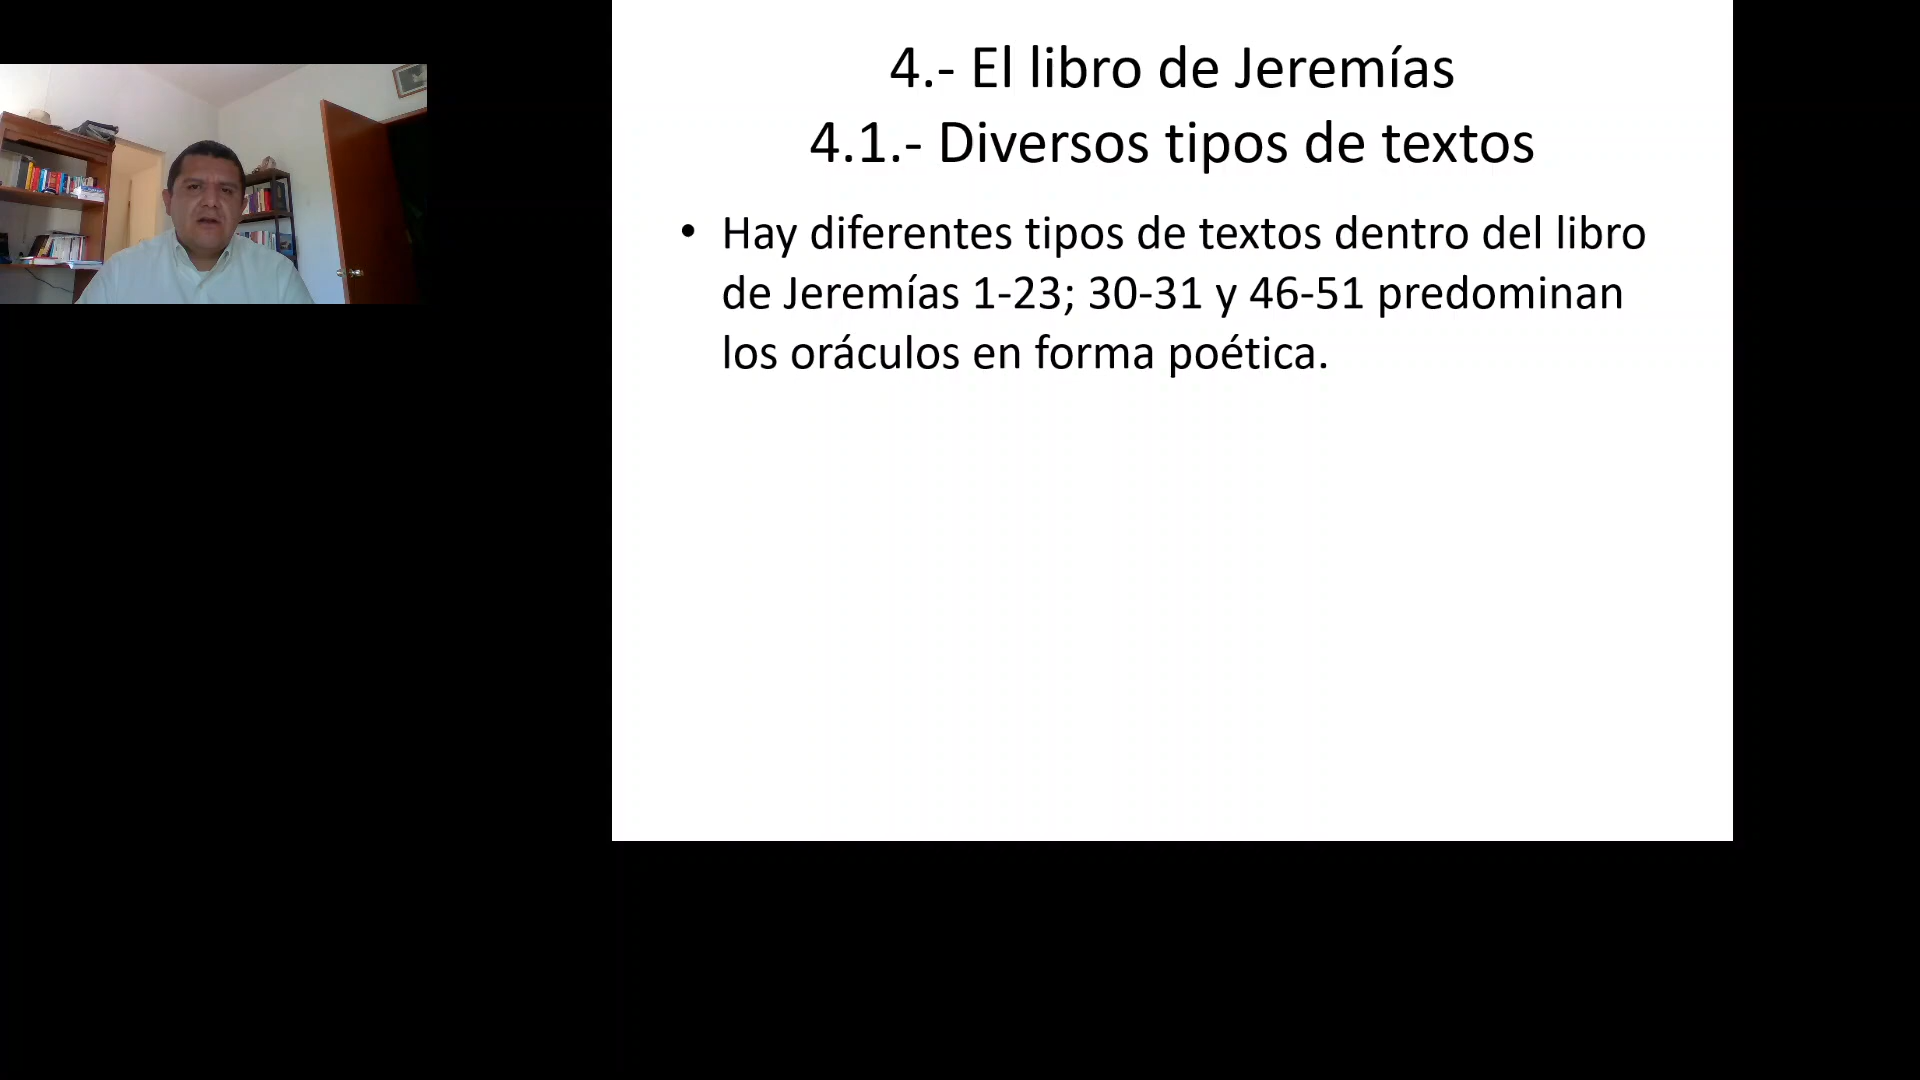 4.- El libro de Jeremías
4.1.- Diversos tipos de textos
• Hay diferentes tipos de textos dentro del libro
de Jeremías 1-23; 30-31 y 46-51 predominan
los oráculos en forma poética.